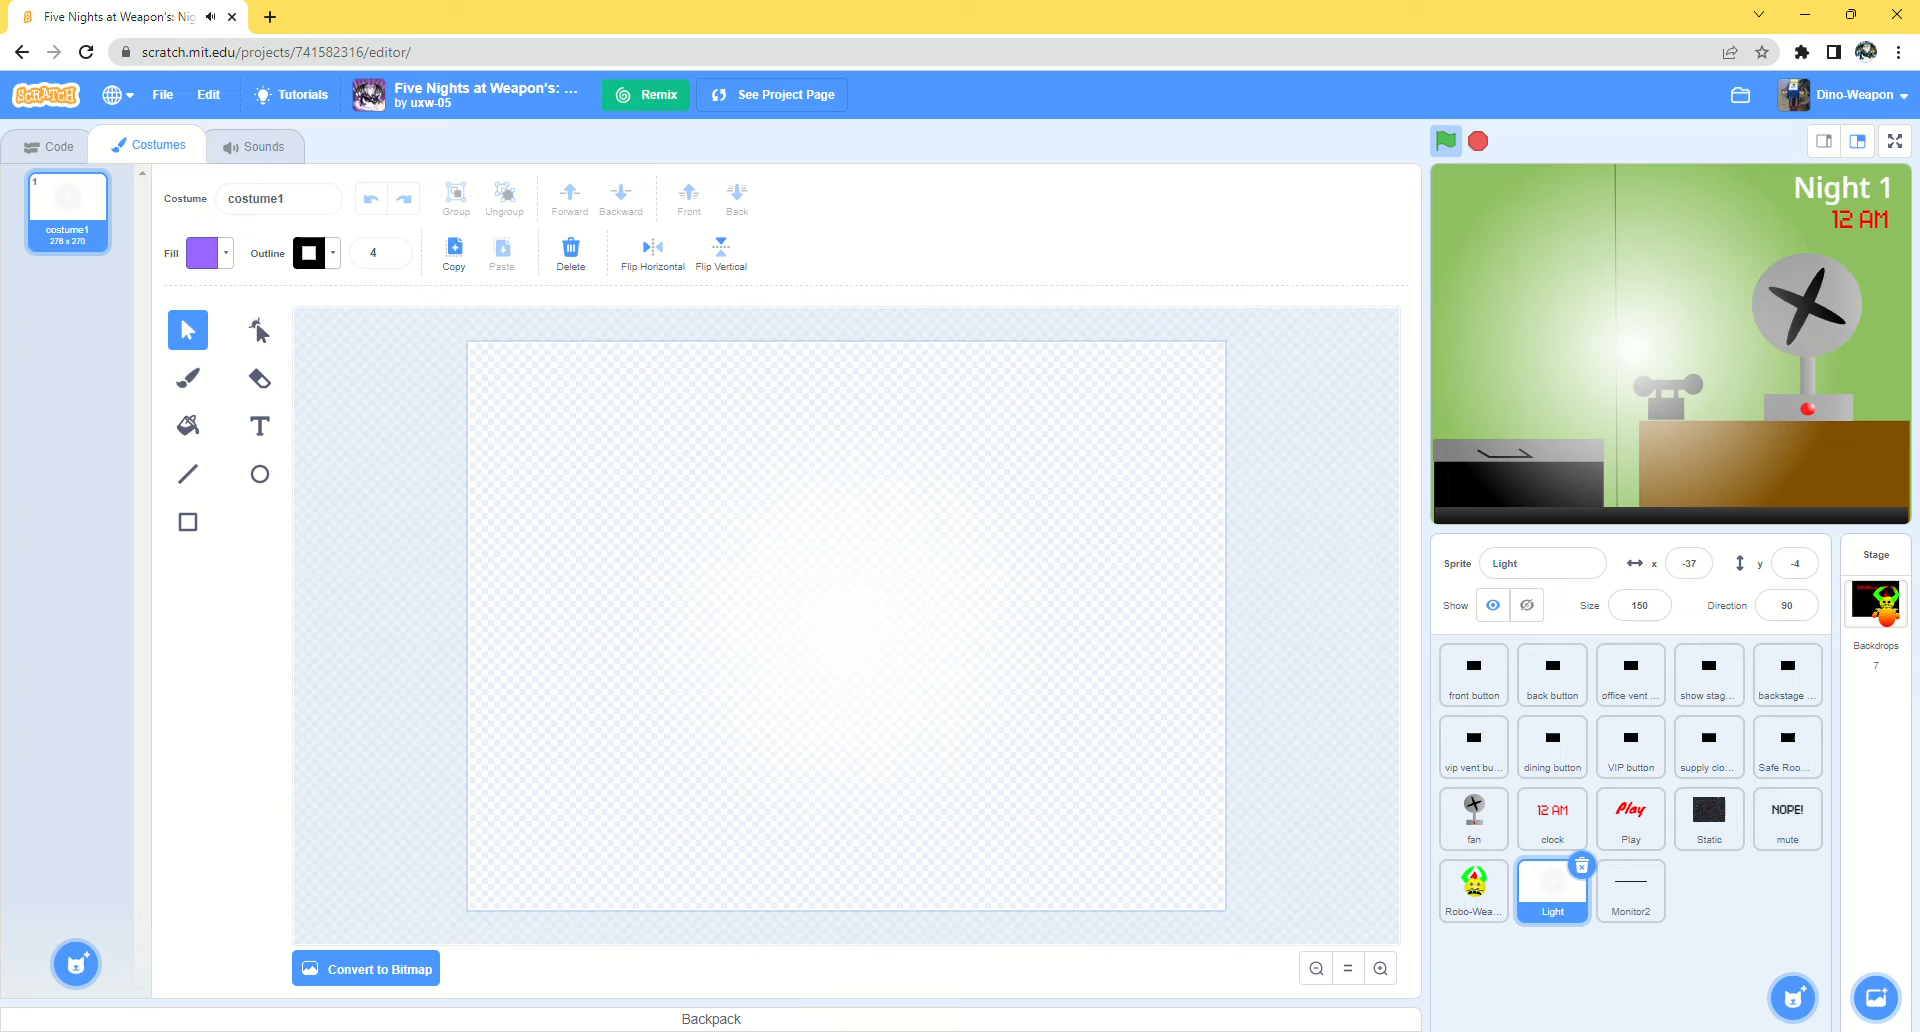 Five Nights at Weapon's: Nig
scratch.mit.edu/projects/741582316/editor/
SCRATCH
File
Edit
Tutorials
Five Nights at Weapon's: ...
by uxw-05
Remix
See Project Page
Dino-Weapon
Code
Costumes
Sounds
1
costume1
276 x 270
Costume
costume1
Group
Ungroup
Forward
Backward
Front
Back
Fill
Outline
4
Copy
Paste
Delete
Flip Horizontal
Flip Vertical
Convert to Bitmap
Backpack
Night 1
12 AM
Sprite
Light
x
-37
y
-4
Show
Size
150
Direction
90
Stage
Backdrops
7
front button
back button
office vent ...
show stag...
backstage ...
vip vent bu...
dining button
VIP button
supply clo...
Safe Roo...
fan
12 AM
clock
Play
Play
Static
NOPE!
mute
Robo-Wea...
Light
Monitor2